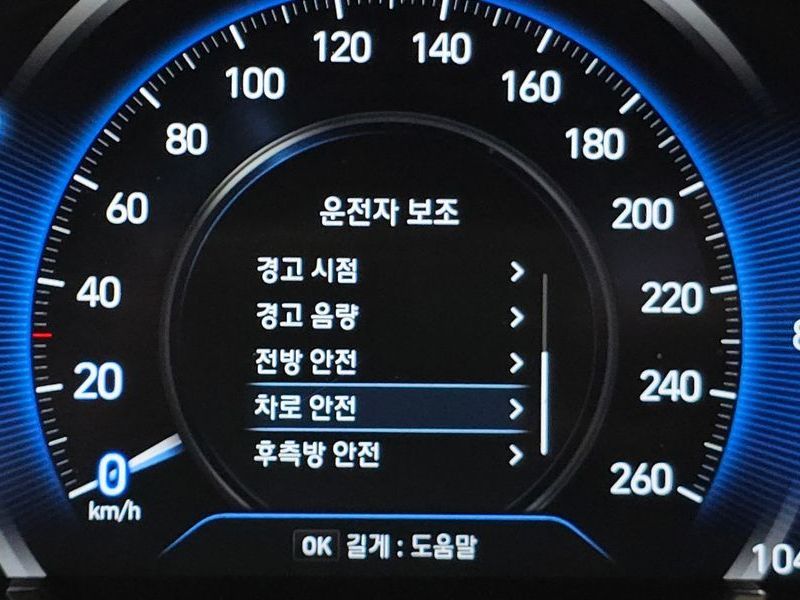 120 140
100 160
80 180
60 200
40 220
20 240
0 260
km/h
운전자 보조
경고 시점
경고 음량
전방 안전
차로 안전
후측방 안전
OK 길게 : 도움말